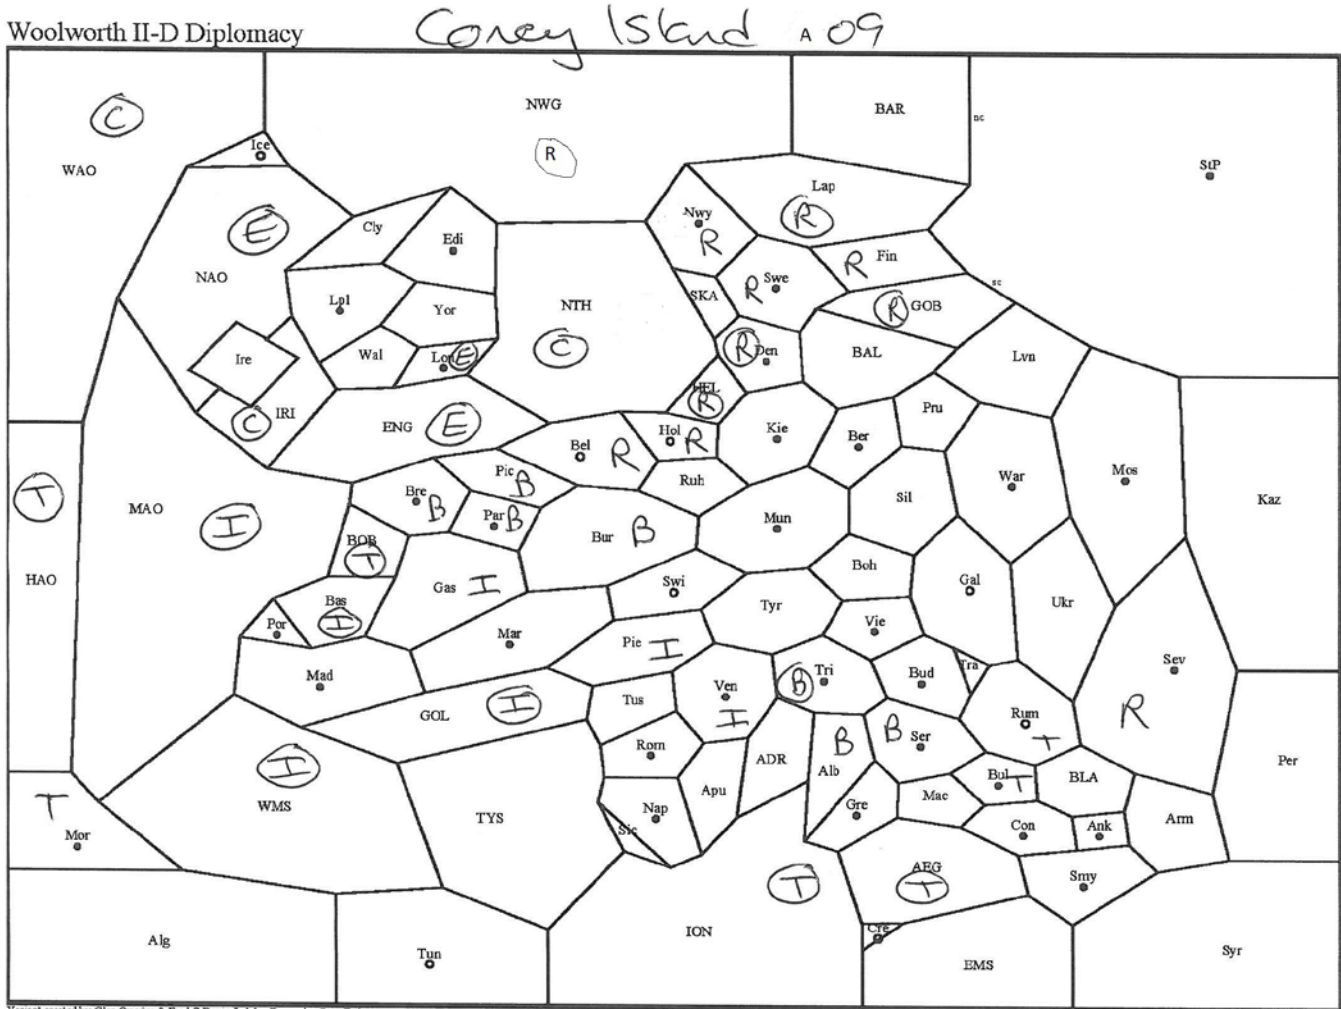 Coney Island A 09
Woolworth II-D Diplomacy
NWG
BAR
nc
C
Ice
R
WAO
StP
Lap
R
Nwy
R
E
Cly
Edi
Fin
R
NAO
Swe
R
sc
SKA
GOB
R
Lpl
Yor
NTH
C
Den
R
BAL
Lvn
Ire
Wal
Lon
E
HEL
R
IRI
C
ENG
E
Pru
Hol
R
Kie
Ber
Bel
R
Pic
B
Ruh
War
Mos
T
Bre
B
Sil
Kaz
MAO
I
Par
B
Bur
B
Mun
BOB
T
Boh
HAO
Gas
I
Swi
Gal
Bas
I
Tyr
Ukr
Por
Vie
Mar
Pie
I
Tra
Sev
R
Mad
Ven
I
Tri
B
Bud
GOL
I
Tus
Rum
T
Rom
ADR
Alb
B
Ser
B
Per
WMS
I
Bul
T
BLA
T
Mor
TYS
Sic
Nap
Apu
Gre
Mac
Con
Ank
Arm
T
AEG
T
Smy
Alg
Tun
ION
Cre
EMS
Syr